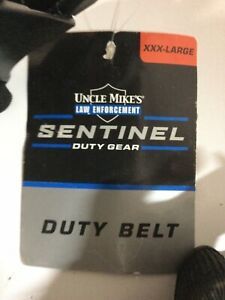 XXX-LARGE
UNCLE MIKE'S
LAW ENFORCEMENT
SENTINEL
DUTY GEAR
DUTY BELT